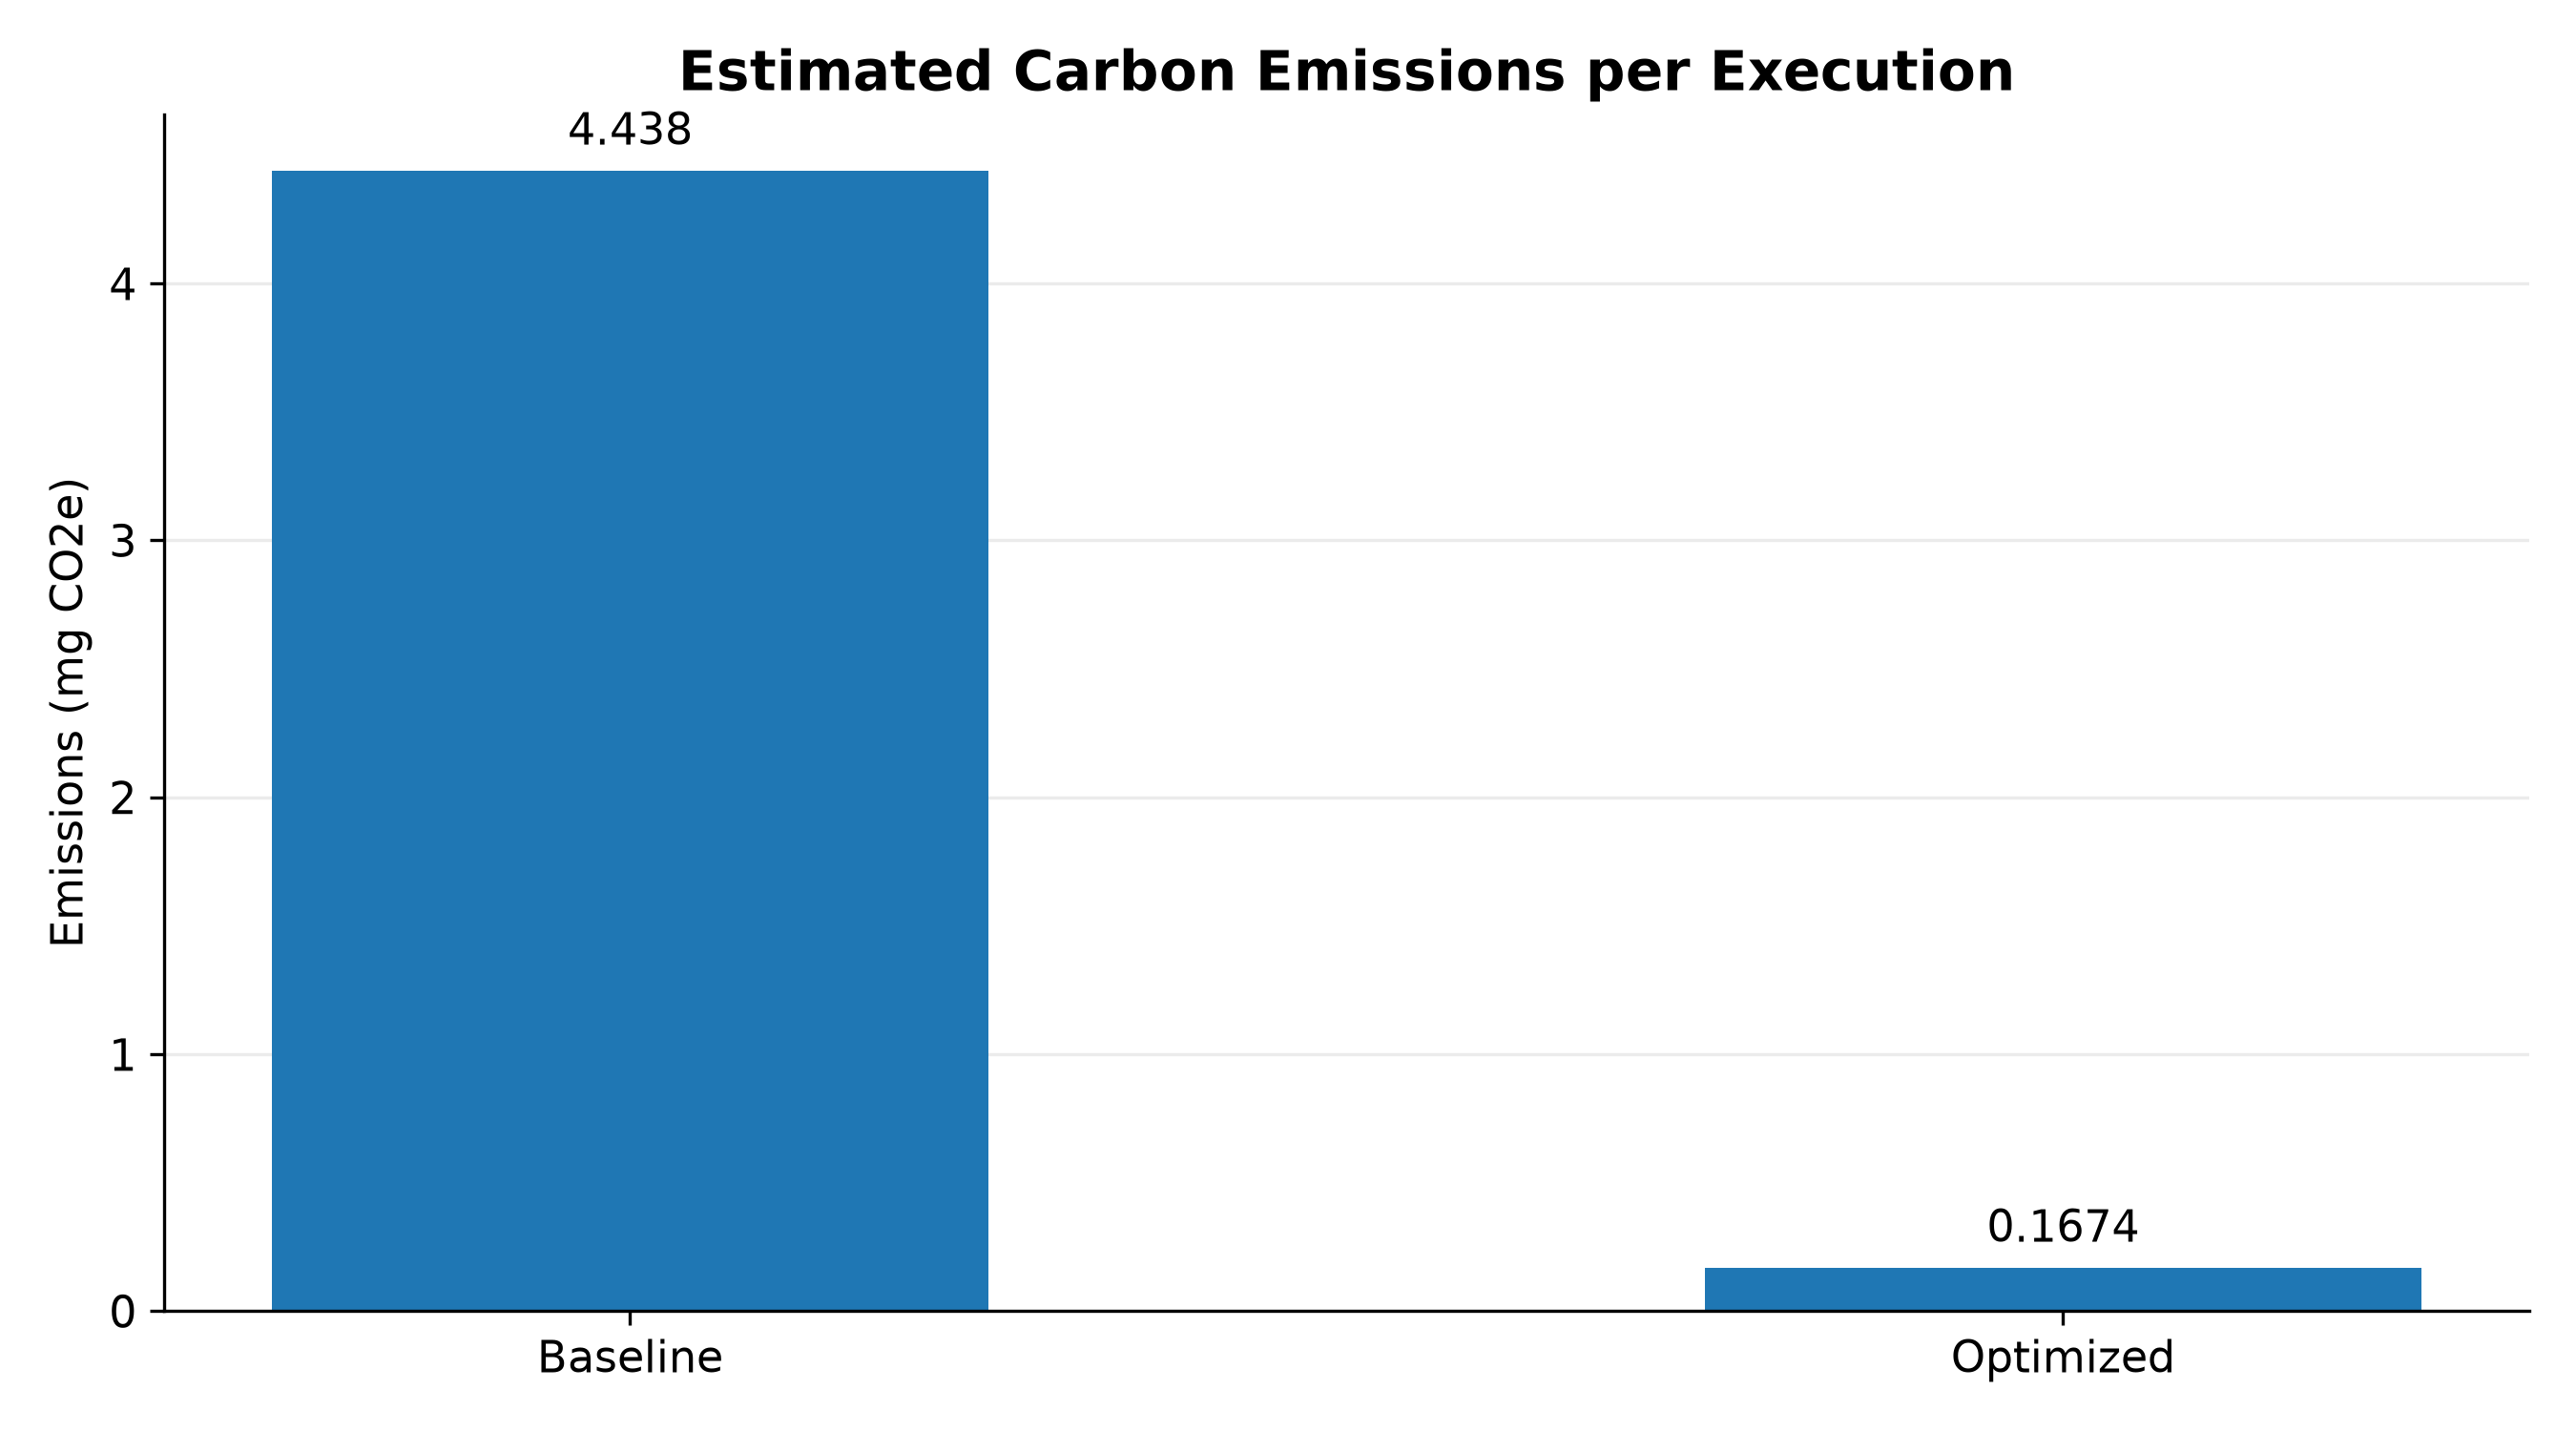 Estimated Carbon Emissions per Execution
4.438
Emissions (mg CO2e)
4
3
2
1
0
0.1674
Baseline
Optimized